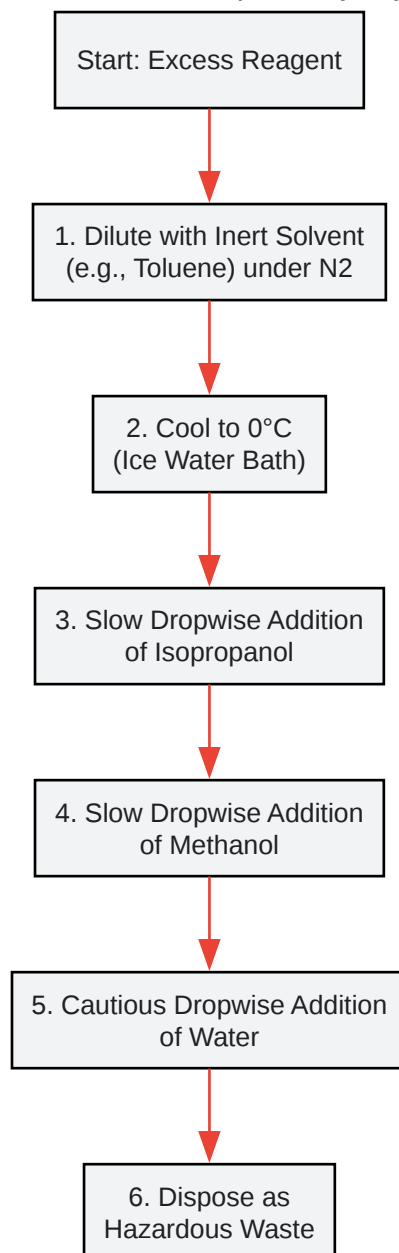 Start: Excess Reagent
1. Dilute with Inert Solvent
(e.g., Toluene) under N2
2. Cool to 0°C
(Ice Water Bath)
3. Slow Dropwise Addition
of Isopropanol
4. Slow Dropwise Addition
of Methanol
5. Cautious Dropwise Addition
of Water
6. Dispose as
Hazardous Waste